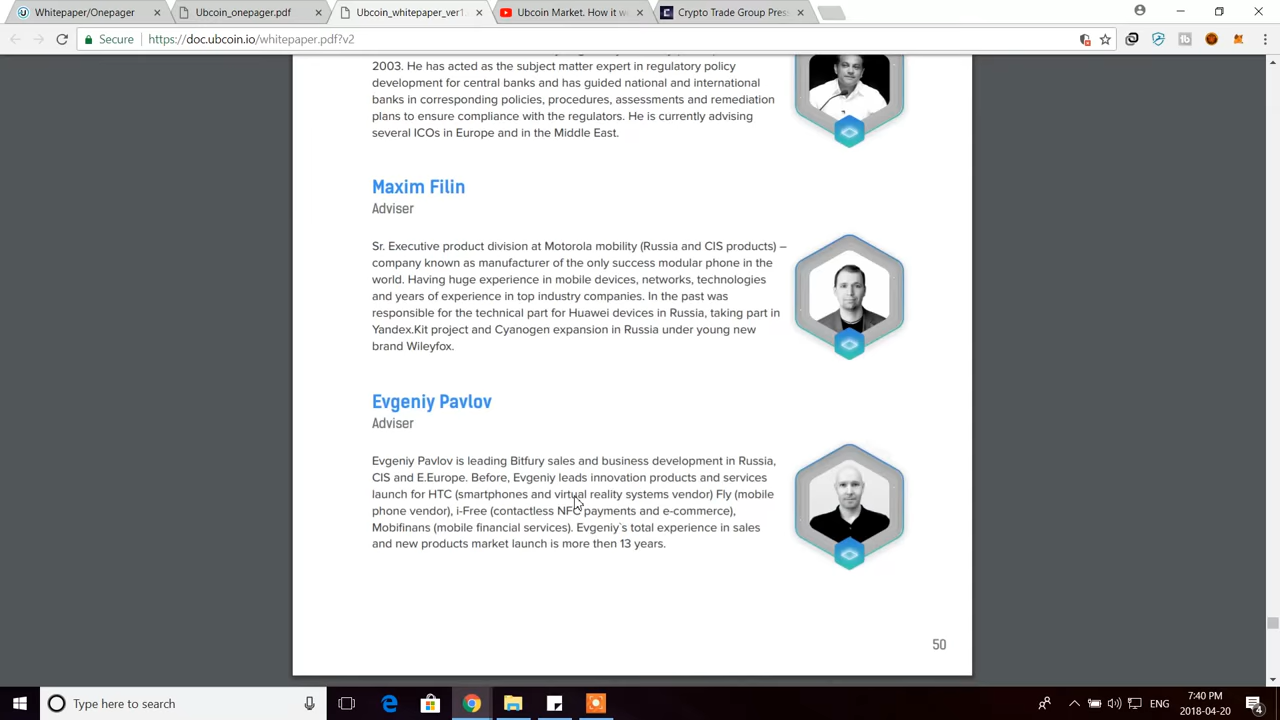 Whitepaper/Onepager
Ubcoin_onepager.pdf
Ubcoin_whitepaper_ver1
Ubcoin Market. How it w
Crypto Trade Group Pres
Secure
https://doc.ubcoin.io/whitepaper.pdf?v2
2003. He has acted as the subject matter expert in regulatory policy
development for central banks and has guided national and international
banks in corresponding policies, procedures, assessments and remediation
plans to ensure compliance with the regulators. He is currently advising
several ICOs in Europe and in the Middle East.
Maxim Filin
Adviser
Sr. Executive product division at Motorola mobility (Russia and CIS products) –
company known as manufacturer of the only success modular phone in the
world. Having huge experience in mobile devices, networks, technologies
and years of experience in top industry companies. In the past was
responsible for the technical part for Huawei devices in Russia, taking part in
Yandex.Kit project and Cyanogen expansion in Russia under young new
brand Wileyfox.
Evgeniy Pavlov
Adviser
Evgeniy Pavlov is leading Bitfury sales and business development in Russia,
CIS and E.Europe. Before, Evgeniy leads innovation products and services
launch for HTC (smartphones and virtual reality systems vendor) Fly (mobile
phone vendor), i-Free (contactless NFC payments and e-commerce),
Mobifinans (mobile financial services). Evgeniy`s total experience in sales
and new products market launch is more then 13 years.
50
Type here to search
ENG
7:40 PM
2018-04-20
4